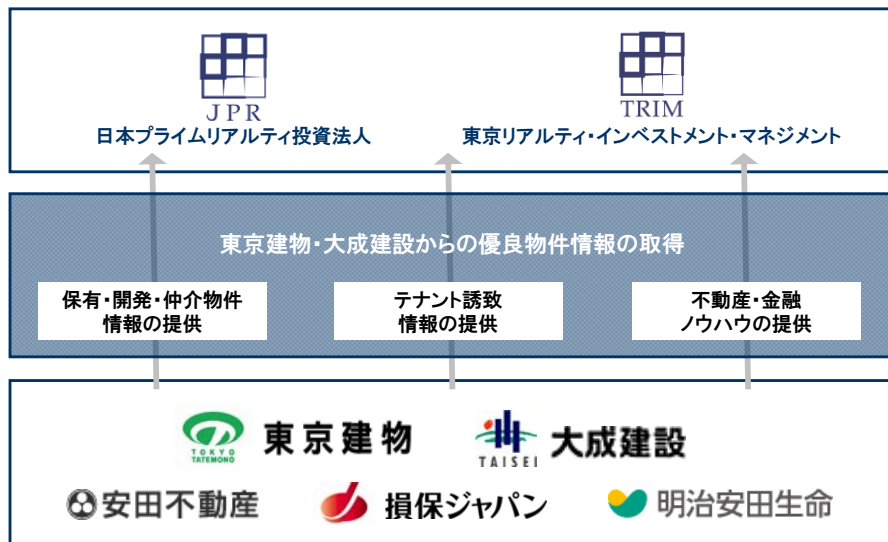 JPR
日本プライムリアルティ投資法人
TRIM
東京リアルティ・インベストメント・マネジメント
東京建物・大成建設からの優良物件情報の取得
保有・開発・仲介物件
情報の提供
テナント誘致
情報の提供
不動産・金融
ノウハウの提供
TOKYO
TATEMONO
東京建物
TAISEI
大成建設
安田不動産
損保ジャパン
明治安田生命